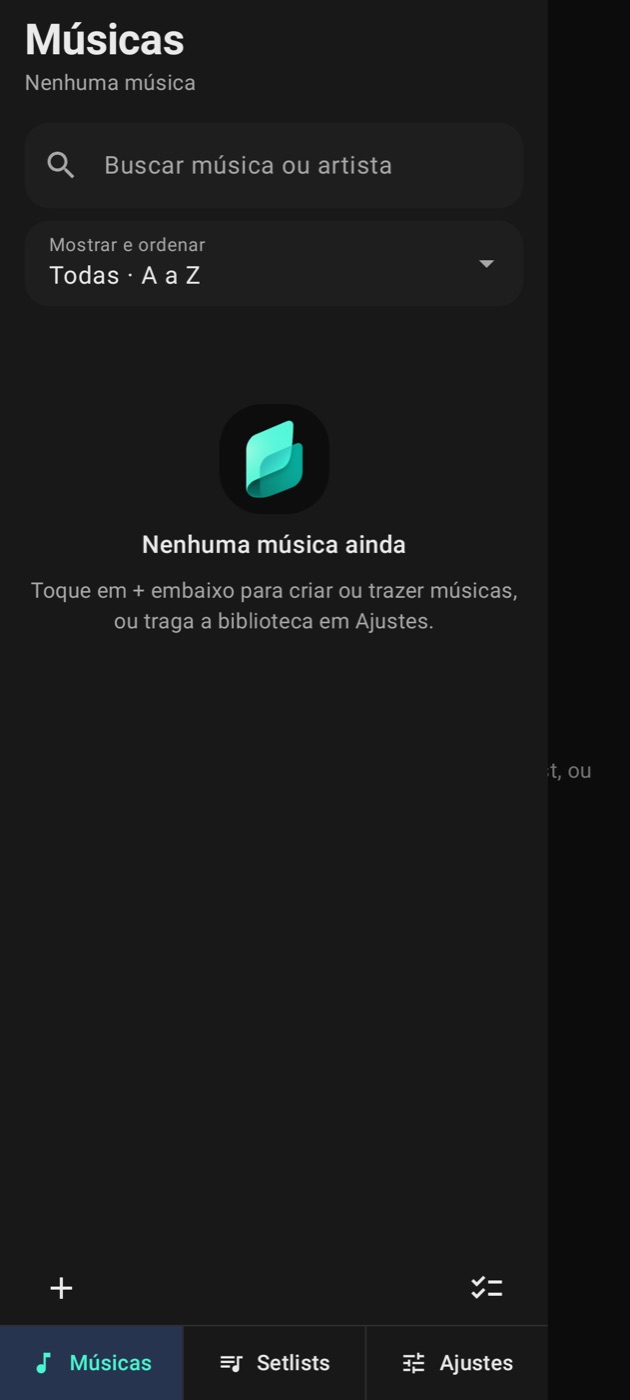 Músicas
Nenhuma música
Buscar música ou artista
Mostrar e ordenar
Todas · A a Z
Nenhuma música ainda
Toque em + embaixo para criar ou trazer músicas,
ou traga a biblioteca em Ajustes.
ou
Músicas
Setlists
Ajustes